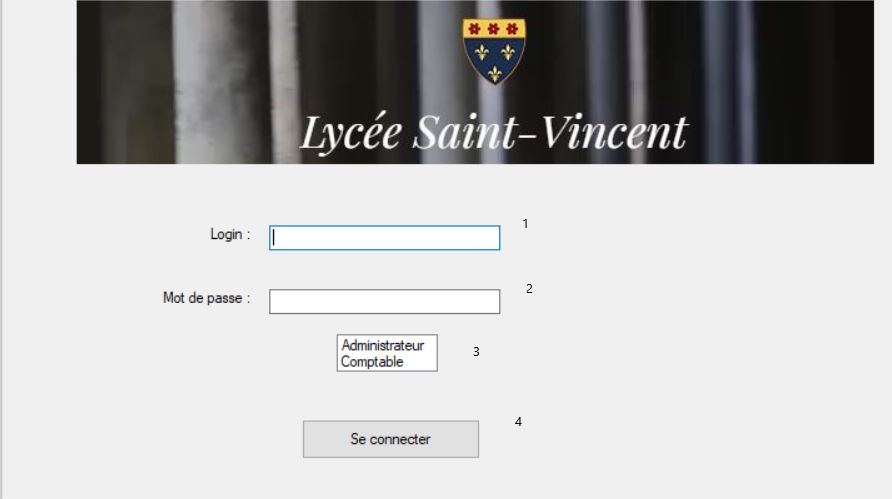 Lycée Saint-Vincent
Login :
1
Mot de passe :
2
Administrateur
Comptable
3
Se connecter
4